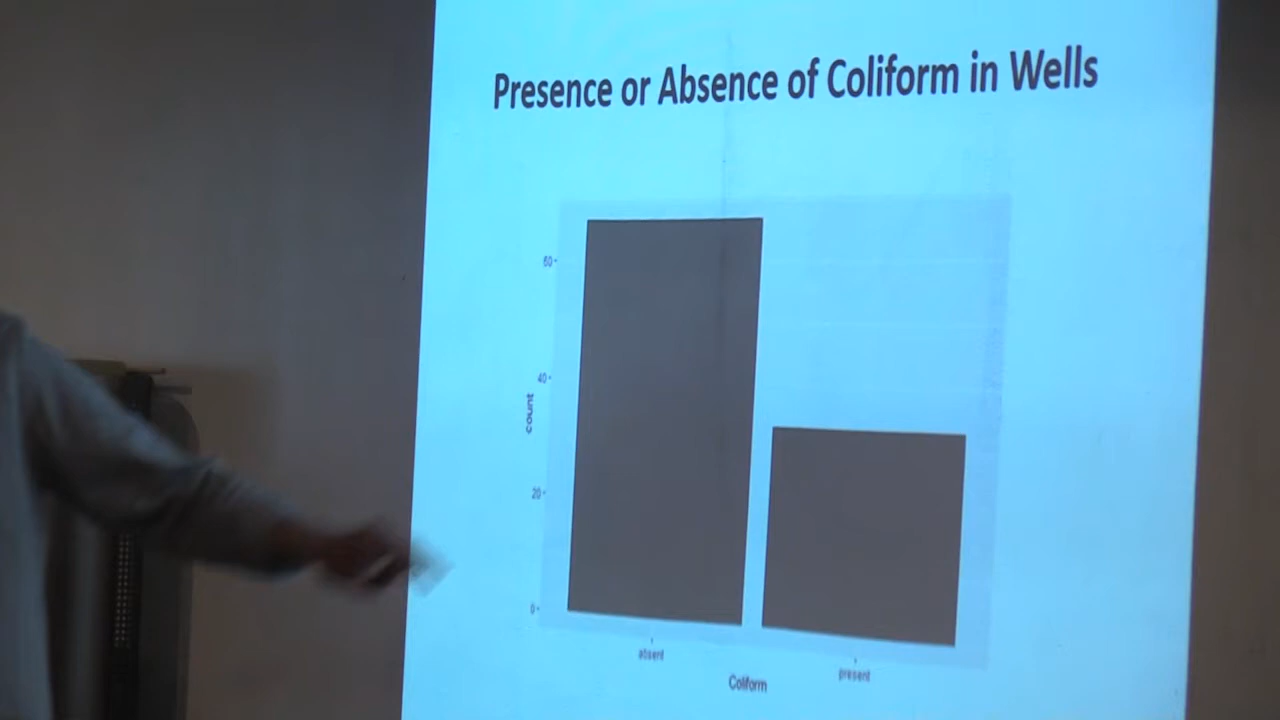 Presence or Absence of Coliform in Wells
60
40
count
20
0
absent
present
Coliform